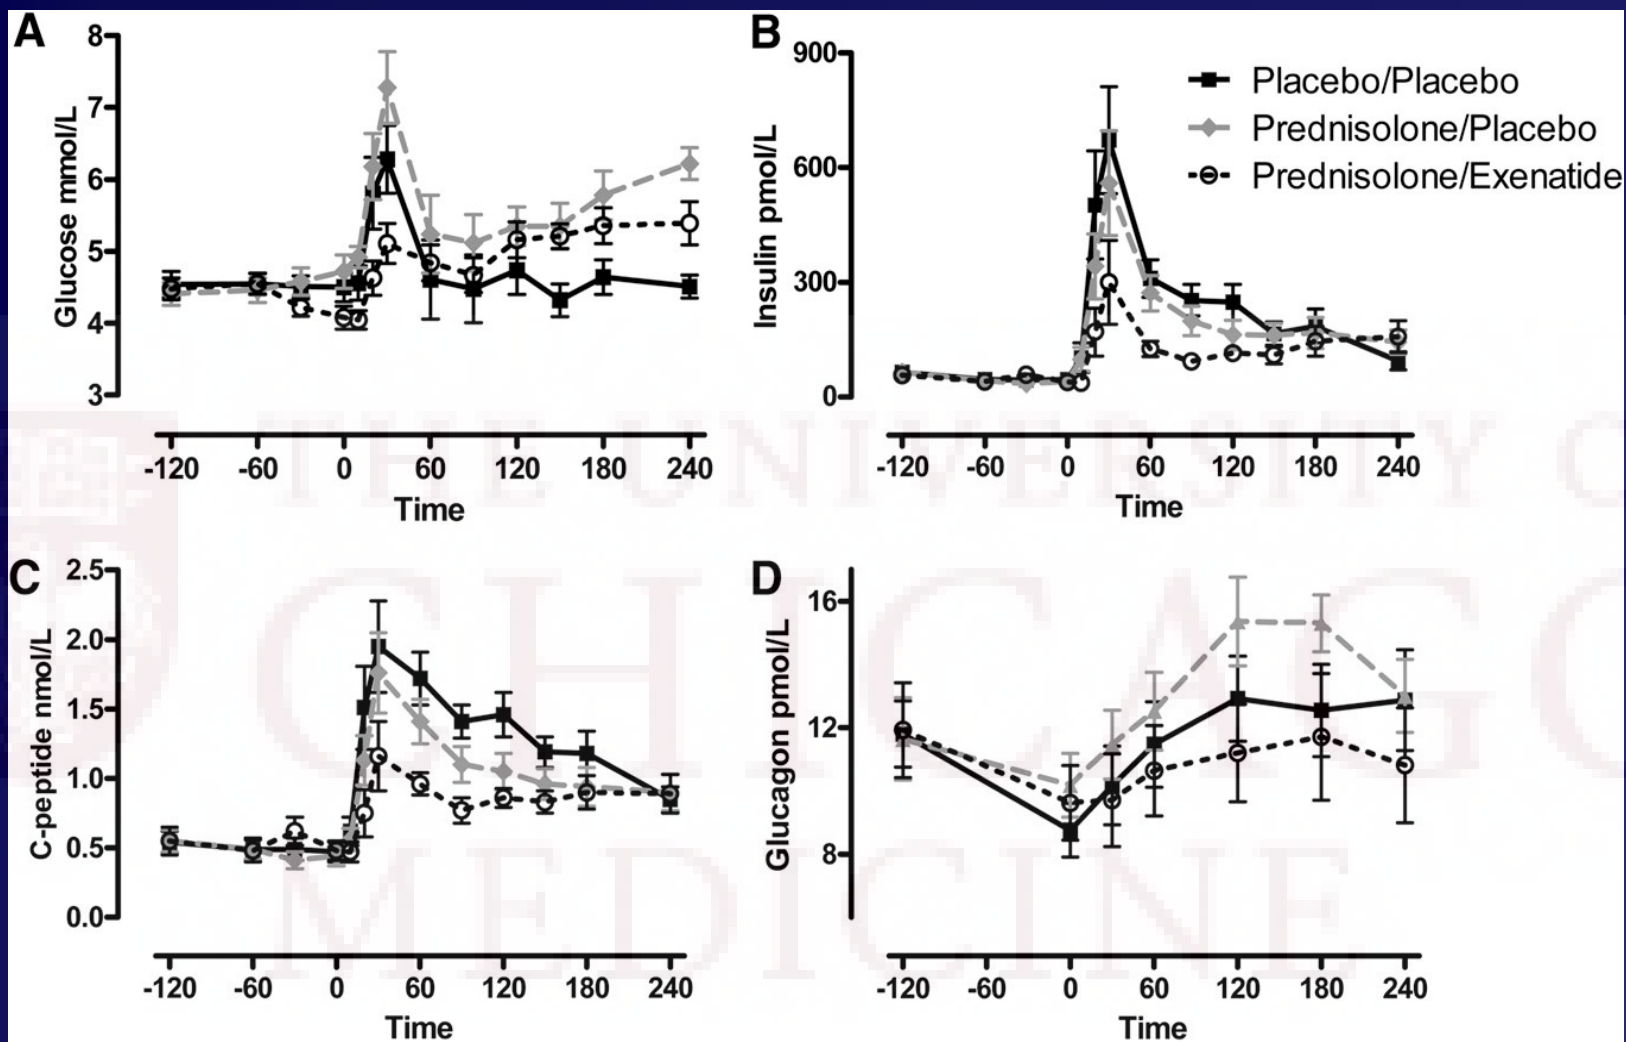 A
8
7
6
5
4
3
Glucose mmol/L
-120 -60 0 60 120 180 240
Time
B
900
600
300
0
Insulin pmol/L
Placebo/Placebo
Prednisolone/Placebo
Prednisolone/Exenatide
-120 -60 0 60 120 180 240
Time
C
2.5
2.0
1.5
1.0
0.5
0.0
C-peptide nmol/L
-120 -60 0 60 120 180 240
Time
D
16
12
8
Glucagon pmol/L
-120 -60 0 60 120 180 240
Time
THE UNIVERSITY O
CHICAGO
MEDICINE